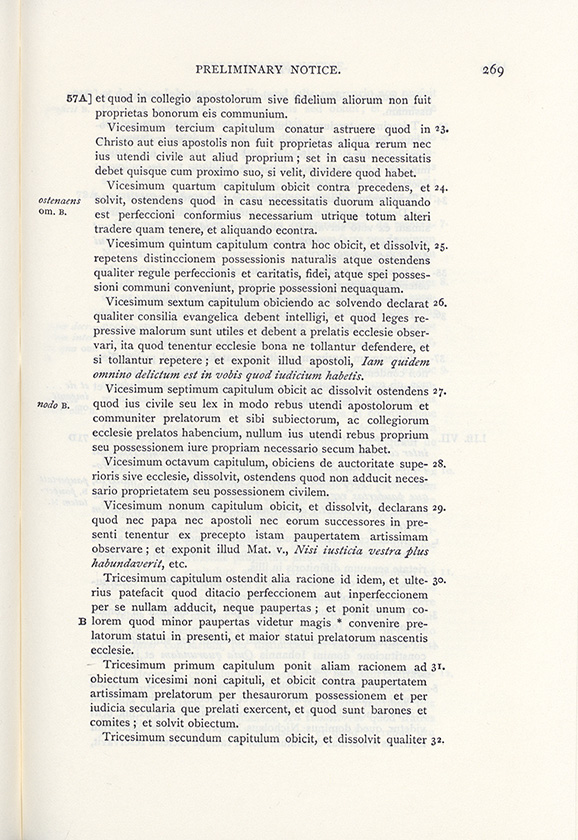 PRELIMINARY NOTICE. 269
57A] et quod in collegio apostolorum sive fidelium aliorum non fuit
proprietas bonorum eis communium.
Vicesimum tercium capitulum conatur astruere quod in 23.
Christo aut eius apostolis non fuit proprietas aliqua rerum nec
ius utendi civile aut aliud proprium ; set in casu necessitatis
debet quisque cum proximo suo, si velit, dividere quod habet.
Vicesimum quartum capitulum obicit contra precedens, et 24.
ostenaens solvit, ostendens quod in casu necessitatis duorum aliquando
om. B. est perfeccioni conformius necessarium utrique totum alteri
tradere quam tenere, et aliquando econtra.
Vicesimum quintum capitulum contra hoc obicit, et dissolvit, 25.
repetens distinccionem possessionis naturalis atque ostendens
qualiter regule perfeccionis et caritatis, fidei, atque spei posses-
sioni communi conveniunt, proprie possessioni nequaquam.
Vicesimum sextum capitulum obiciendo ac solvendo declarat 26.
qualiter consilia evangelica debent intelligi, et quod leges re-
pressive malorum sunt utiles et debent a prelatis ecclesie obser-
vari, ita quod tenentur ecclesie bona ne tollantur defendere, et
si tollantur repetere ; et exponit illud apostoli, Iam quidem
omnino delictum est in vobis quod iudicium habetis.
Vicesimum septimum capitulum obicit ac dissolvit ostendens 27.
nodo B. quod ius civile seu lex in modo rebus utendi apostolorum et
communiter prelatorum et sibi subiectorum, ac collegiorum
ecclesie prelatos habencium, nullum ius utendi rebus proprium
seu possessionem iure propriam necessario secum habet.
Vicesimum octavum capitulum, obiciens de auctoritate supe- 28.
rioris sive ecclesie, dissolvit, ostendens quod non adducit neces-
sario proprietatem seu possessionem civilem.
Vicesimum nonum capitulum obicit, et dissolvit, declarans 29.
quod nec papa nec apostoli nec eorum successores in pre-
senti tenentur ex precepto istam paupertatem artissimam
observare ; et exponit illud Mat. v., Nisi iusticia vestra plus
habundaverit, etc.
Tricesimum capitulum ostendit alia racione id idem, et ulte- 30.
rius patefacit quod ditacio perfeccionem aut inperfeccionem
per se nullam adducit, neque paupertas ; et ponit unum co-
B lorem quod minor paupertas videtur magis * convenire pre-
latorum statui in presenti, et maior statui prelatorum nascentis
ecclesie.
Tricesimum primum capitulum ponit aliam racionem ad 31.
obiectum vicesimi noni capituli, et obicit contra paupertatem
artissimam prelatorum per thesaurorum possessionem et per
iudicia secularia que prelati exercent, et quod sunt barones et
comites ; et solvit obiectum.
Tricesimum secundum capitulum obicit, et dissolvit qualiter 32.